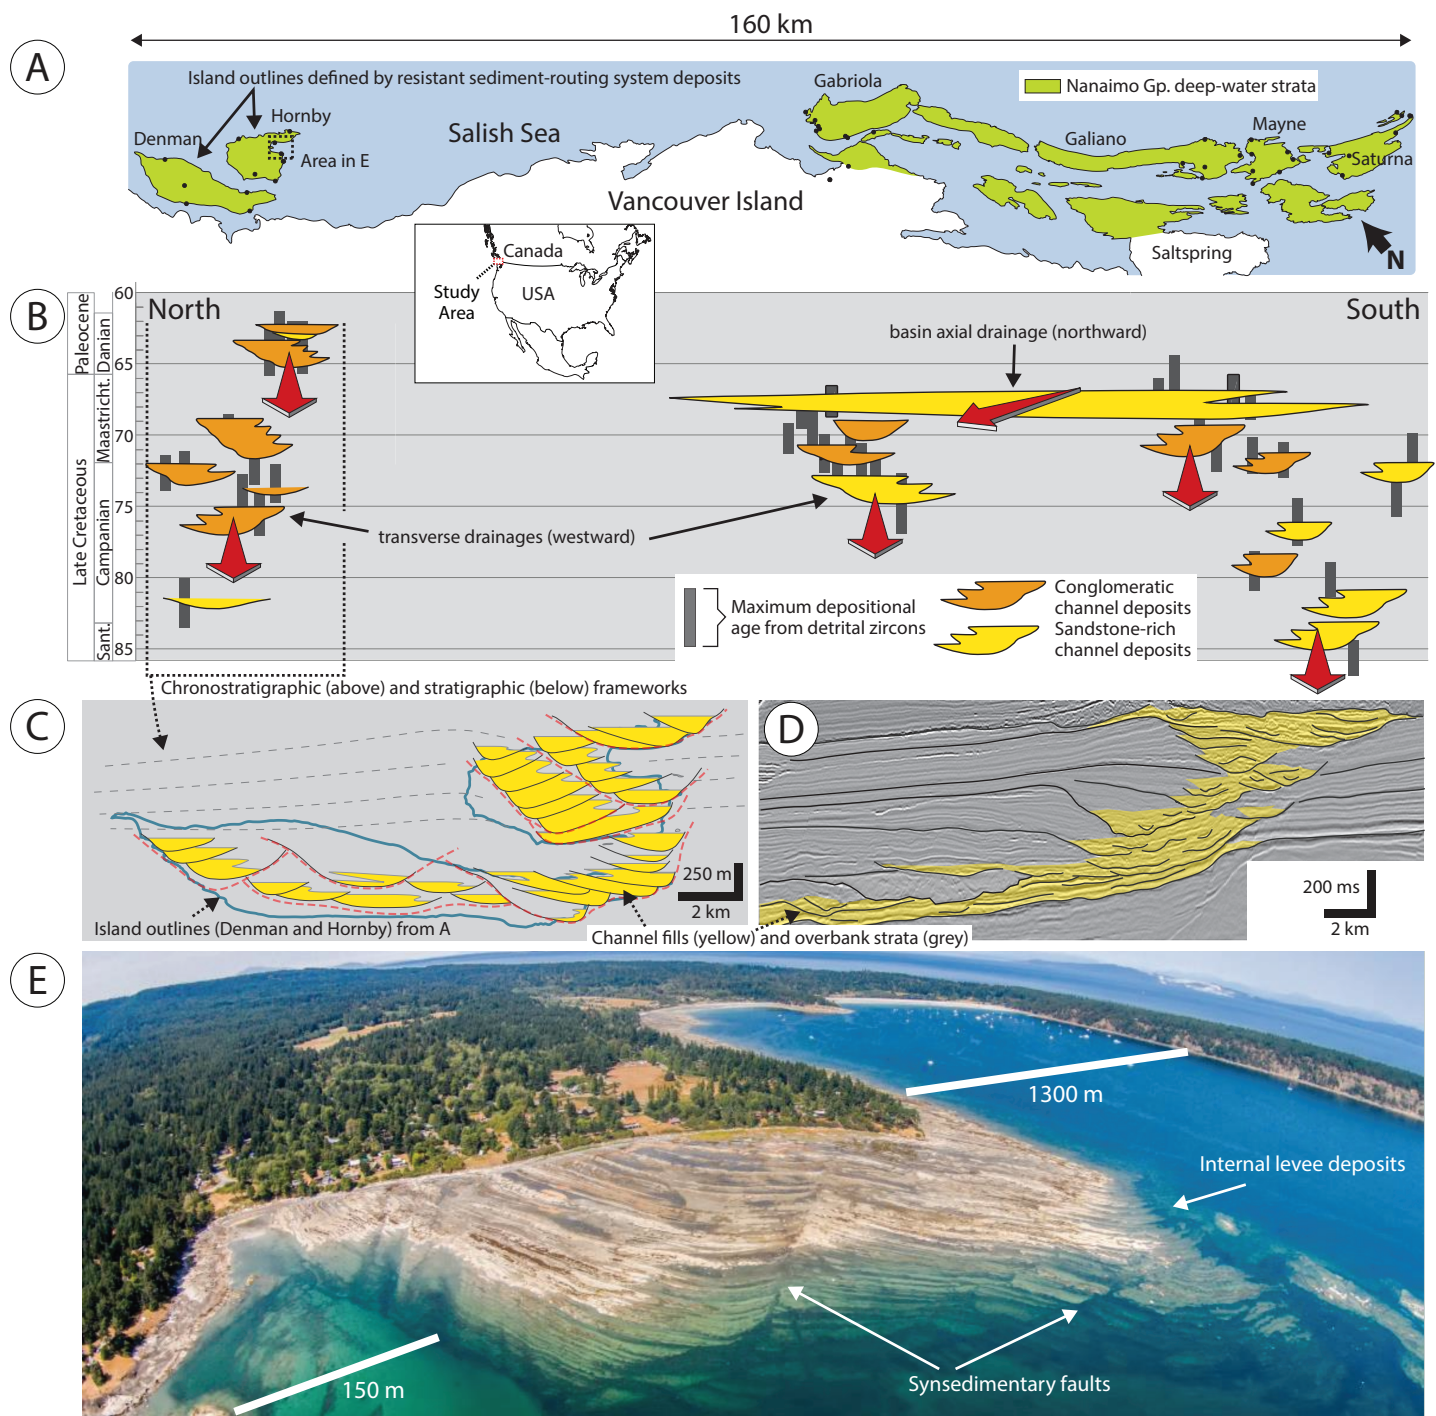 160 km
A
Island outlines defined by resistant sediment-routing system deposits
Gabriola
Nanaimo Gp. deep-water strata
Hornby
Denman
Salish Sea
Area in E
Galiano
Mayne
Saturna
Vancouver Island
Saltspring
N
Canada
USA
Study
Area
B
North
South
Paleocene
Late Cretaceous
Danian
Maastricht.
Campanian
Sant.
60
65
70
75
80
85
basin axial drainage (northward)
transverse drainages (westward)
Maximum depositional
age from detrital zircons
Conglomeratic
channel deposits
Sandstone-rich
channel deposits
Chronostratigraphic (above) and stratigraphic (below) frameworks
C
250 m
2 km
Island outlines (Denman and Hornby) from A
Channel fills (yellow) and overbank strata (grey)
D
200 ms
2 km
E
1300 m
Internal levee deposits
150 m
Synsedimentary faults